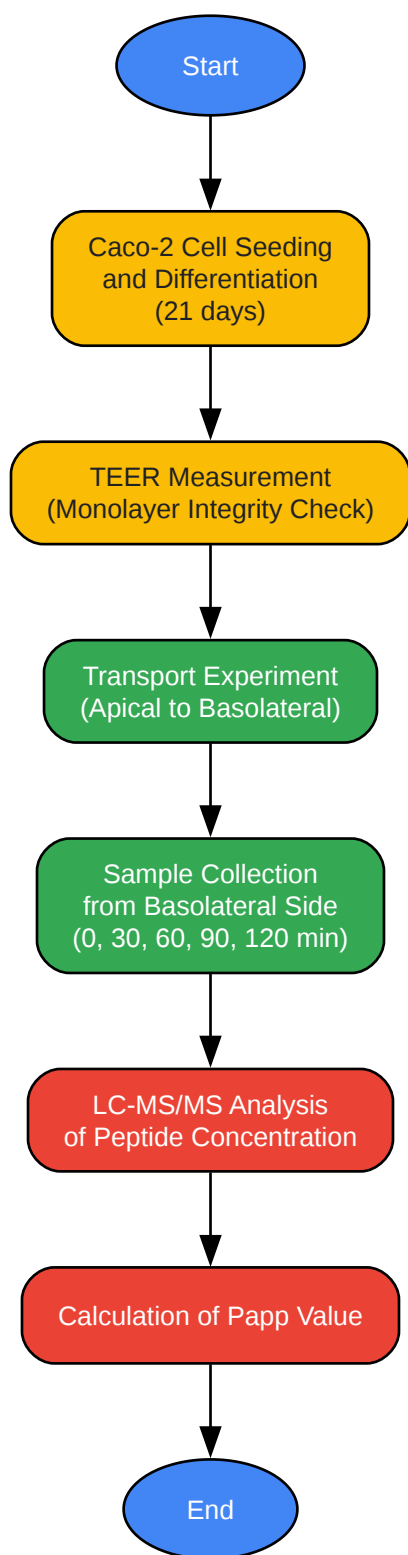 Start
Caco-2 Cell Seeding
and Differentiation
(21 days)
TEER Measurement
(Monolayer Integrity Check)
Transport Experiment
(Apical to Basolateral)
Sample Collection
from Basolateral Side
(0, 30, 60, 90, 120 min)
LC-MS/MS Analysis
of Peptide Concentration
Calculation of Papp Value
End